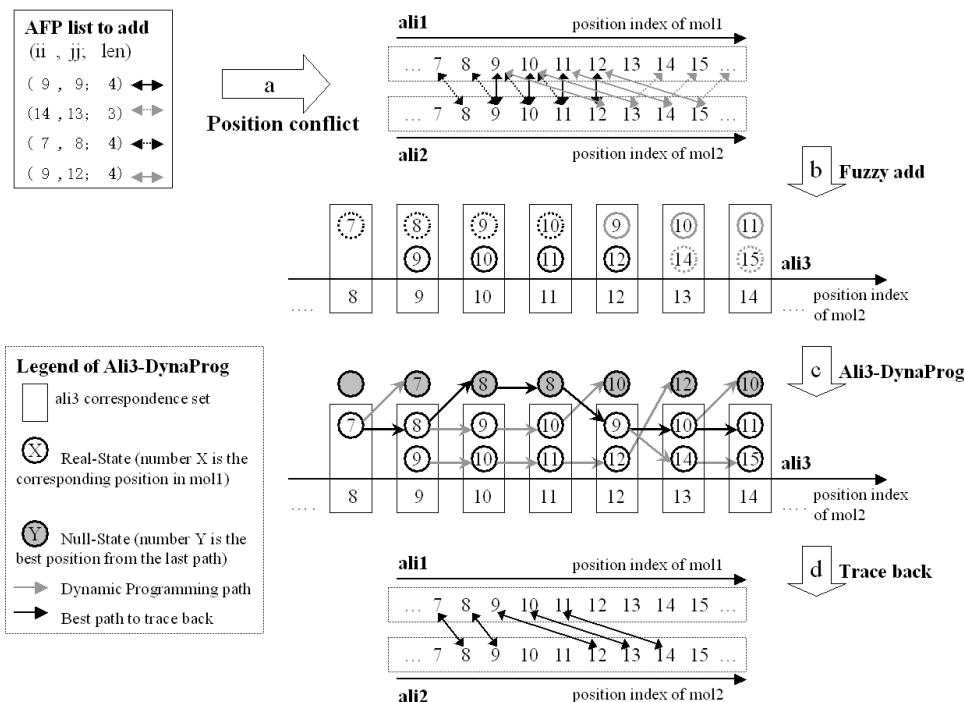 AFP list to add
(ii , jj; len)
( 9 , 9; 4)
(14 ,13; 3)
( 7 , 8; 4)
( 9 ,12; 4)
a
Position conflict
ali1
position index of mol1
... 7 8 9 10 11 12 13 14 15 ...
... 7 8 9 10 11 12 13 14 15 ...
ali2
position index of mol2
b
Fuzzy add
7 8 9 10 9 10 11
9 10 11 12 14 15
ali3
.... 8 9 10 11 12 13 14 ....
position index
of mol2
c
Ali3-DynaProg
7 8 8 10 12 10
7 8 9 10 9 10 11
9 10 11 12 14 15
ali3
.... 8 9 10 11 12 13 14 ....
position index
of mol2
Legend of Ali3-DynaProg
ali3 correspondence set
X
Real-State (number X is the
corresponding position in mol1)
Y
Null-State (number Y is the
best position from the last path)
Dynamic Programming path
Best path to trace back
d
Trace back
ali1
position index of mol1
... 7 8 9 10 11 12 13 14 15 ...
... 7 8 9 10 11 12 13 14 15 ...
ali2
position index of mol2